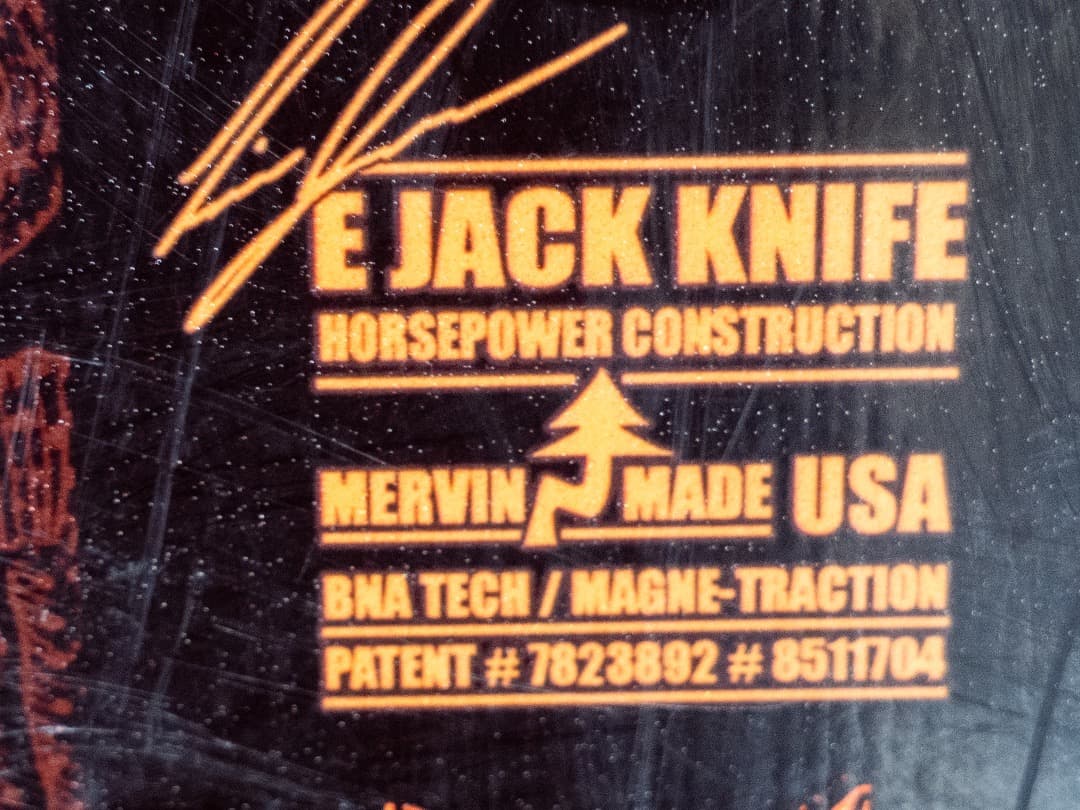 E JACK KNIFE
HORSEPOWER CONSTRUCTION
MERVIN MADE USA
BNA TECH / MAGNE-TRACTION
PATENT # 7823892 # 8511704